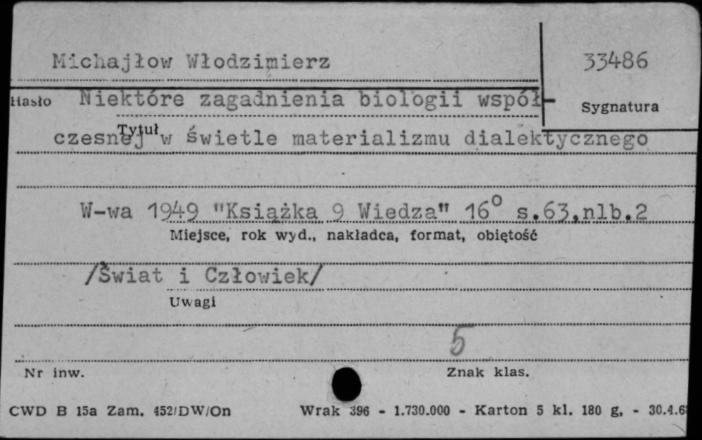 Michajłow Włodzimierz
33486
Hasło Niektóre zagadnienia biologii współ-
Sygnatura
Tytuł
czesnej w świetle materializmu dialektycznego
W-wa 1949 "Książka 9 Wiedza" 16° s.63,nlb.2
Miejsce, rok wyd., nakładca, format, objętość
/Świat i Człowiek/
Uwagi
5
Nr inw.
Znak klas.
CWD B 15a Zam. 452/DW/On Wrak 396 - 1.730.000 - Karton 5 kl. 180 g. - 30.4.6